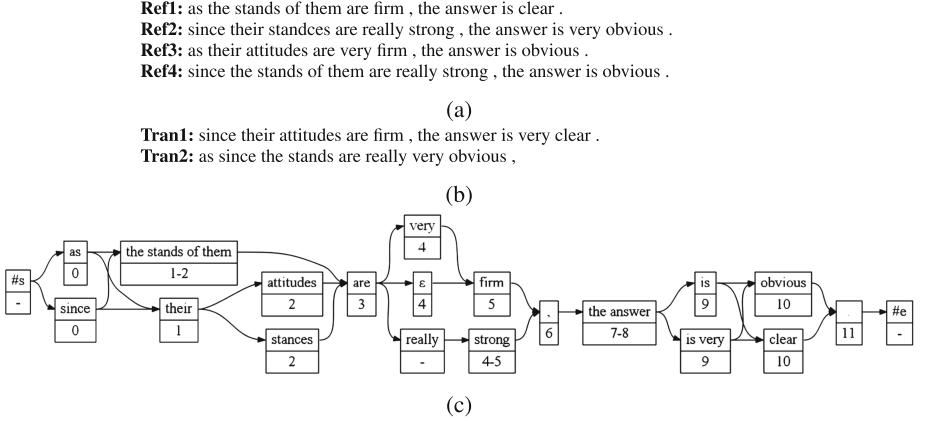 Ref1: as the stands of them are firm , the answer is clear .
Ref2: since their standces are really strong , the answer is very obvious .
Ref3: as their attitudes are very firm , the answer is obvious .
Ref4: since the stands of them are really strong , the answer is obvious .
(a)
Tran1: since their attitudes are firm , the answer is very clear .
Tran2: as since the stands are really very obvious ,
(b)
#s
-
as
0
since
0
the stands of them
1-2
their
1
attitudes
2
stances
2
are
3
very
4
ε
4
really
-
firm
5
strong
4-5
,
6
the answer
7-8
is
9
is very
9
obvious
10
clear
10
.
11
#e
-
(c)